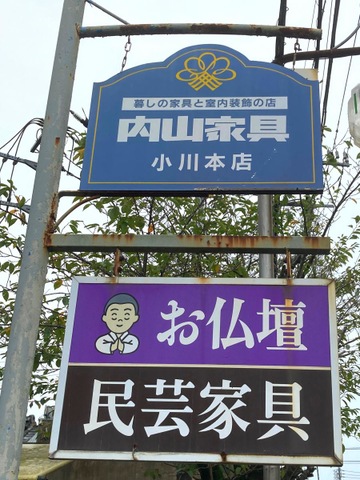 暮しの家具と室内装飾の店
内山家具
小川本店
お仏壇
民芸家具